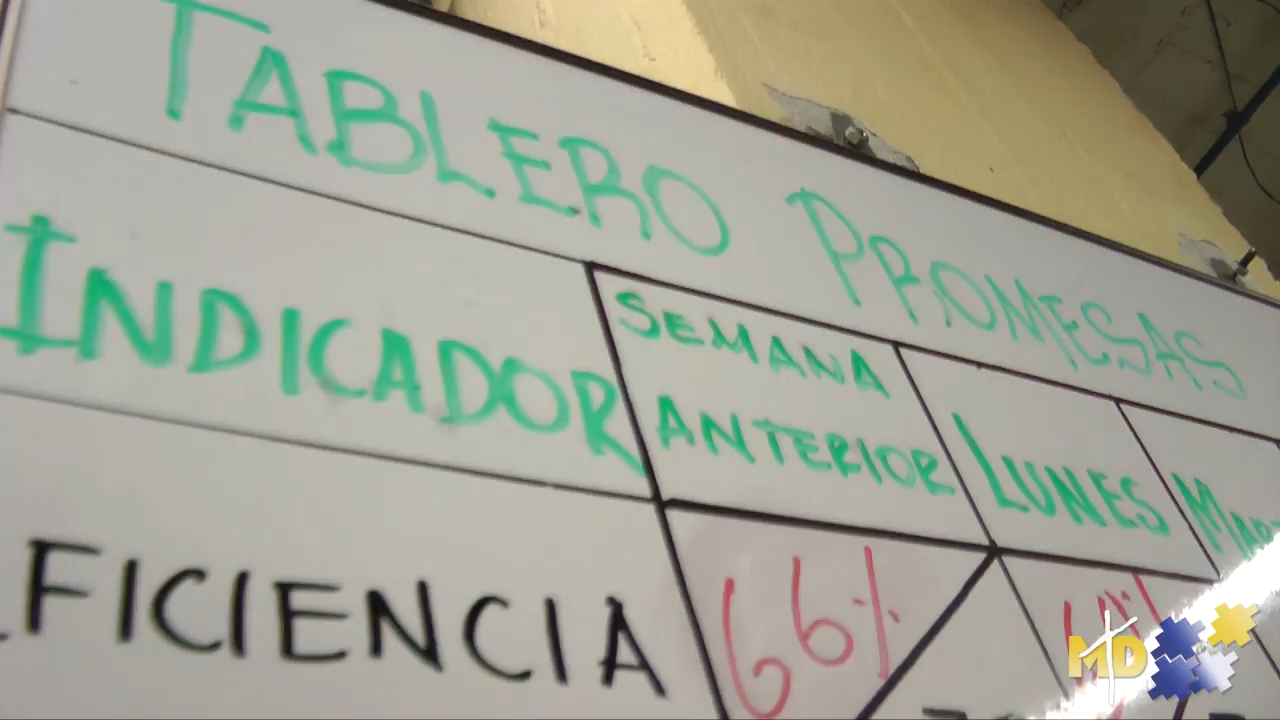 TABLERO PROMESAS
INDICADOR
SEMANA
ANTERIOR
LUNES
FICIENCIA
66%
MD